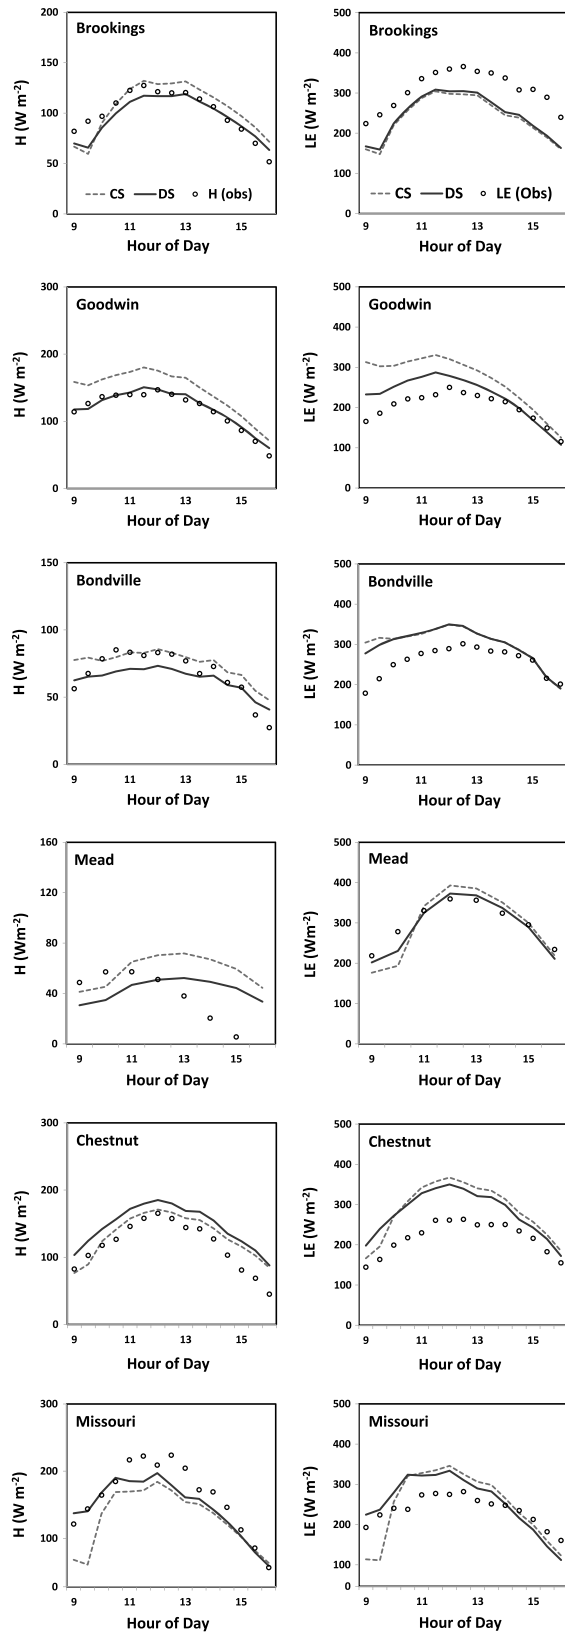 H (W m⁻²)
200
150
100
50
0
Brookings
CS DS H (obs)
9 11 13 15
Hour of Day
LE (W m⁻²)
500
400
300
200
100
0
Brookings
CS DS LE (Obs)
9 11 13 15
Hour of Day
H (W m⁻²)
300
200
100
0
Goodwin
9 11 13 15
Hour of Day
LE (W m⁻²)
500
400
300
200
100
0
Goodwin
9 11 13 15
Hour of Day
H (W m⁻²)
150
100
50
0
Bondville
9 11 13 15
Hour of Day
LE (W m⁻²)
500
400
300
200
100
0
Bondville
9 11 13 15
Hour of Day
H (W m⁻²)
160
120
80
40
0
Mead
9 11 13 15
Hour of Day
LE (Wm²)
500
400
300
200
100
0
Mead
9 11 13 15
Hour of Day
H (W m⁻²)
300
200
100
0
Chestnut
9 11 13 15
Hour of Day
LE (W m⁻²)
500
400
300
200
100
0
Chestnut
9 11 13 15
Hour of Day
H (W m⁻²)
300
200
100
0
Missouri
9 11 13 15
Hour of Day
LE (W m⁻²)
500
400
300
200
100
0
Missouri
9 11 13 15
Hour of Day